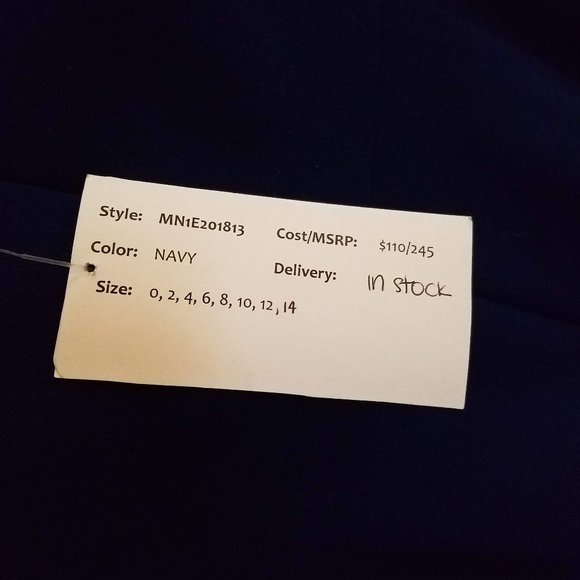 Style: MN1E201813
Color: NAVY
Size: 0, 2, 4, 6, 8, 10, 12, 14
Cost/MSRP: $110/245
Delivery: IN STOCK